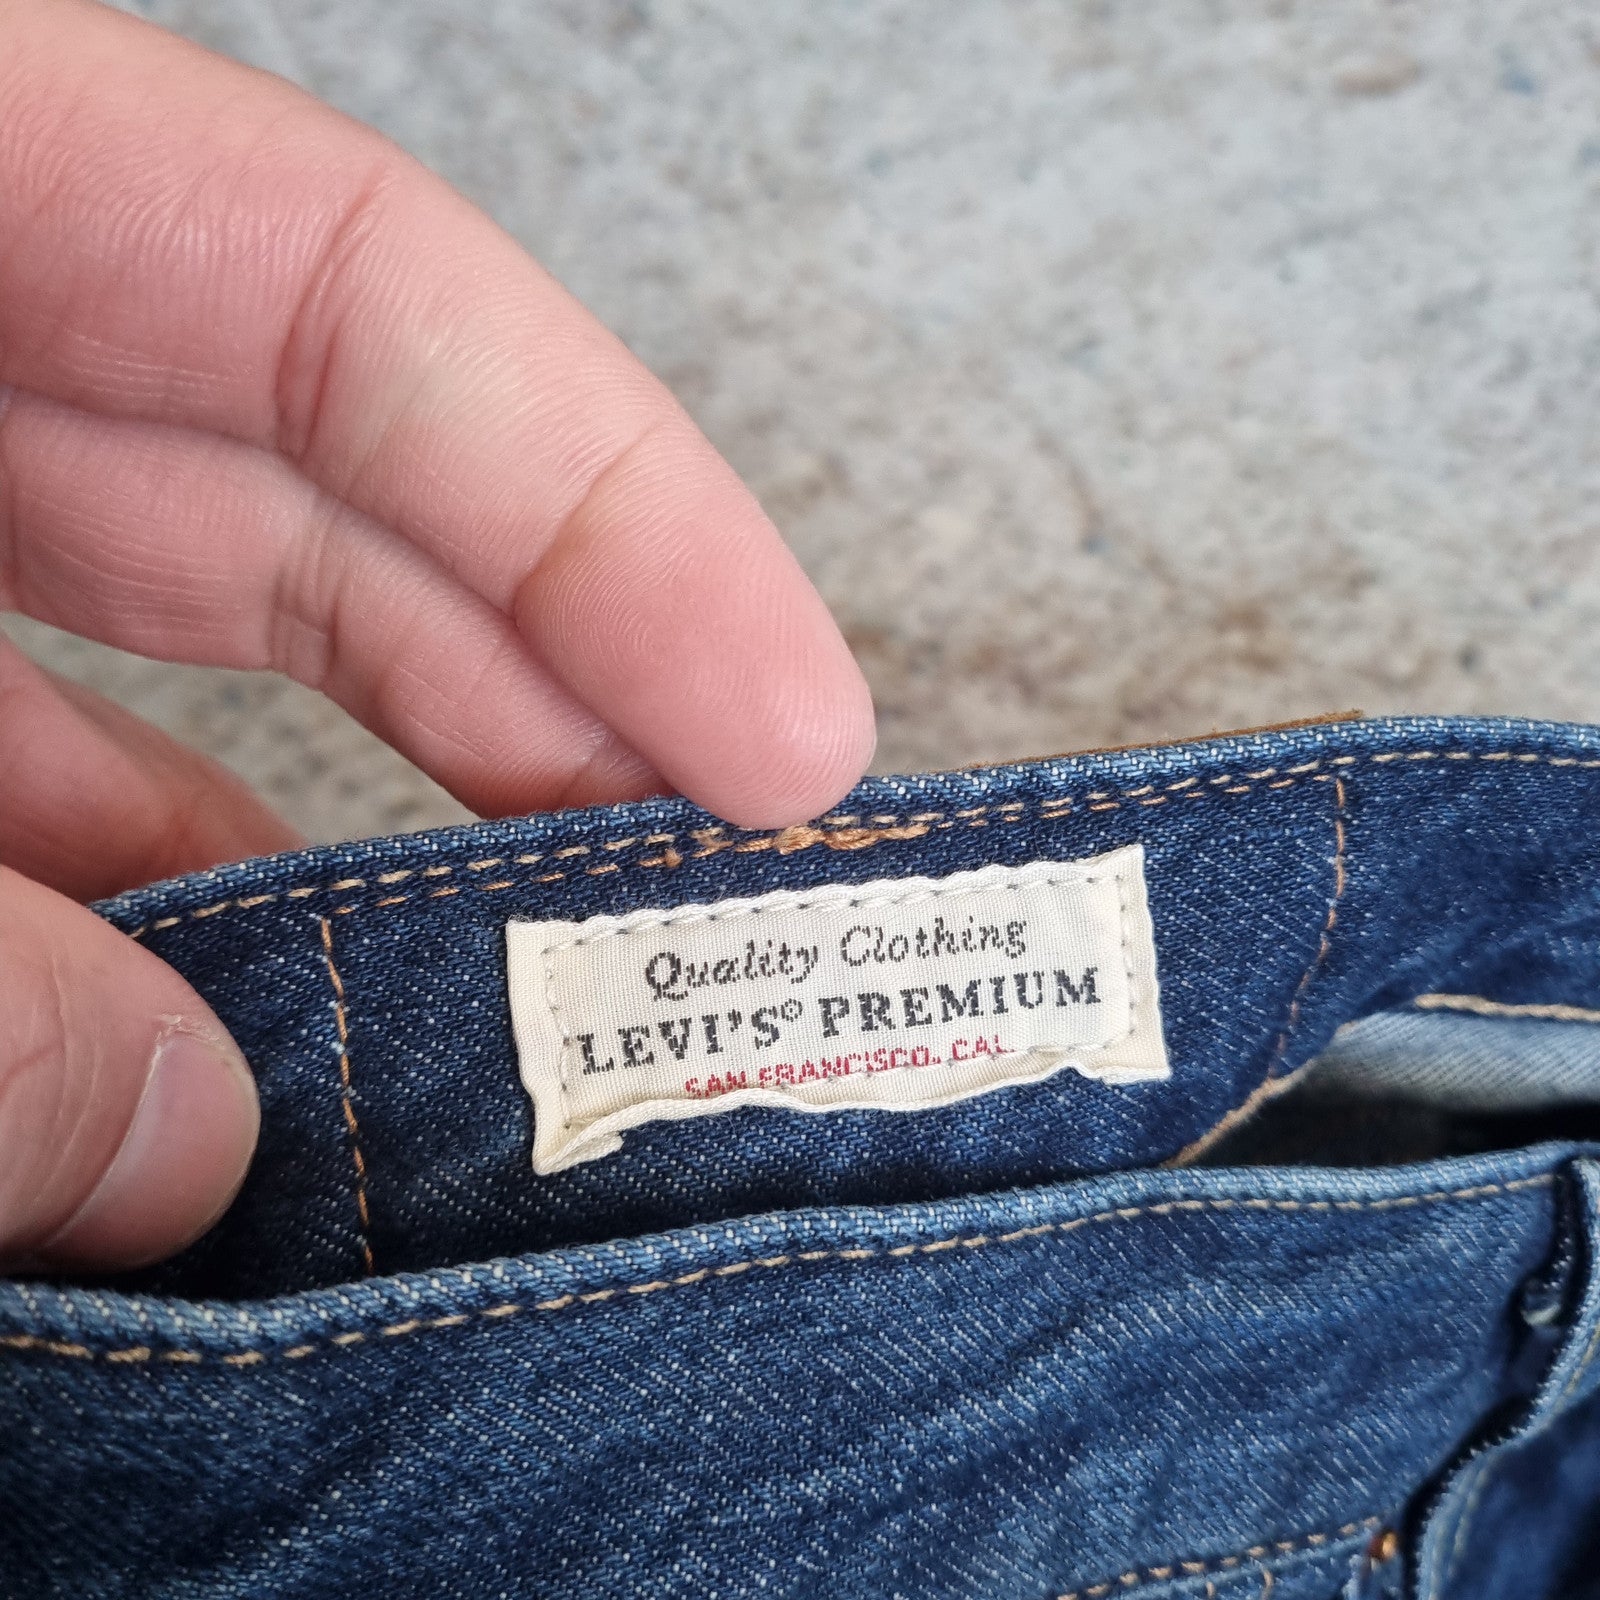 Quality Clothing
LEVI'S® PREMIUM
SAN FRANCISCO, CAL